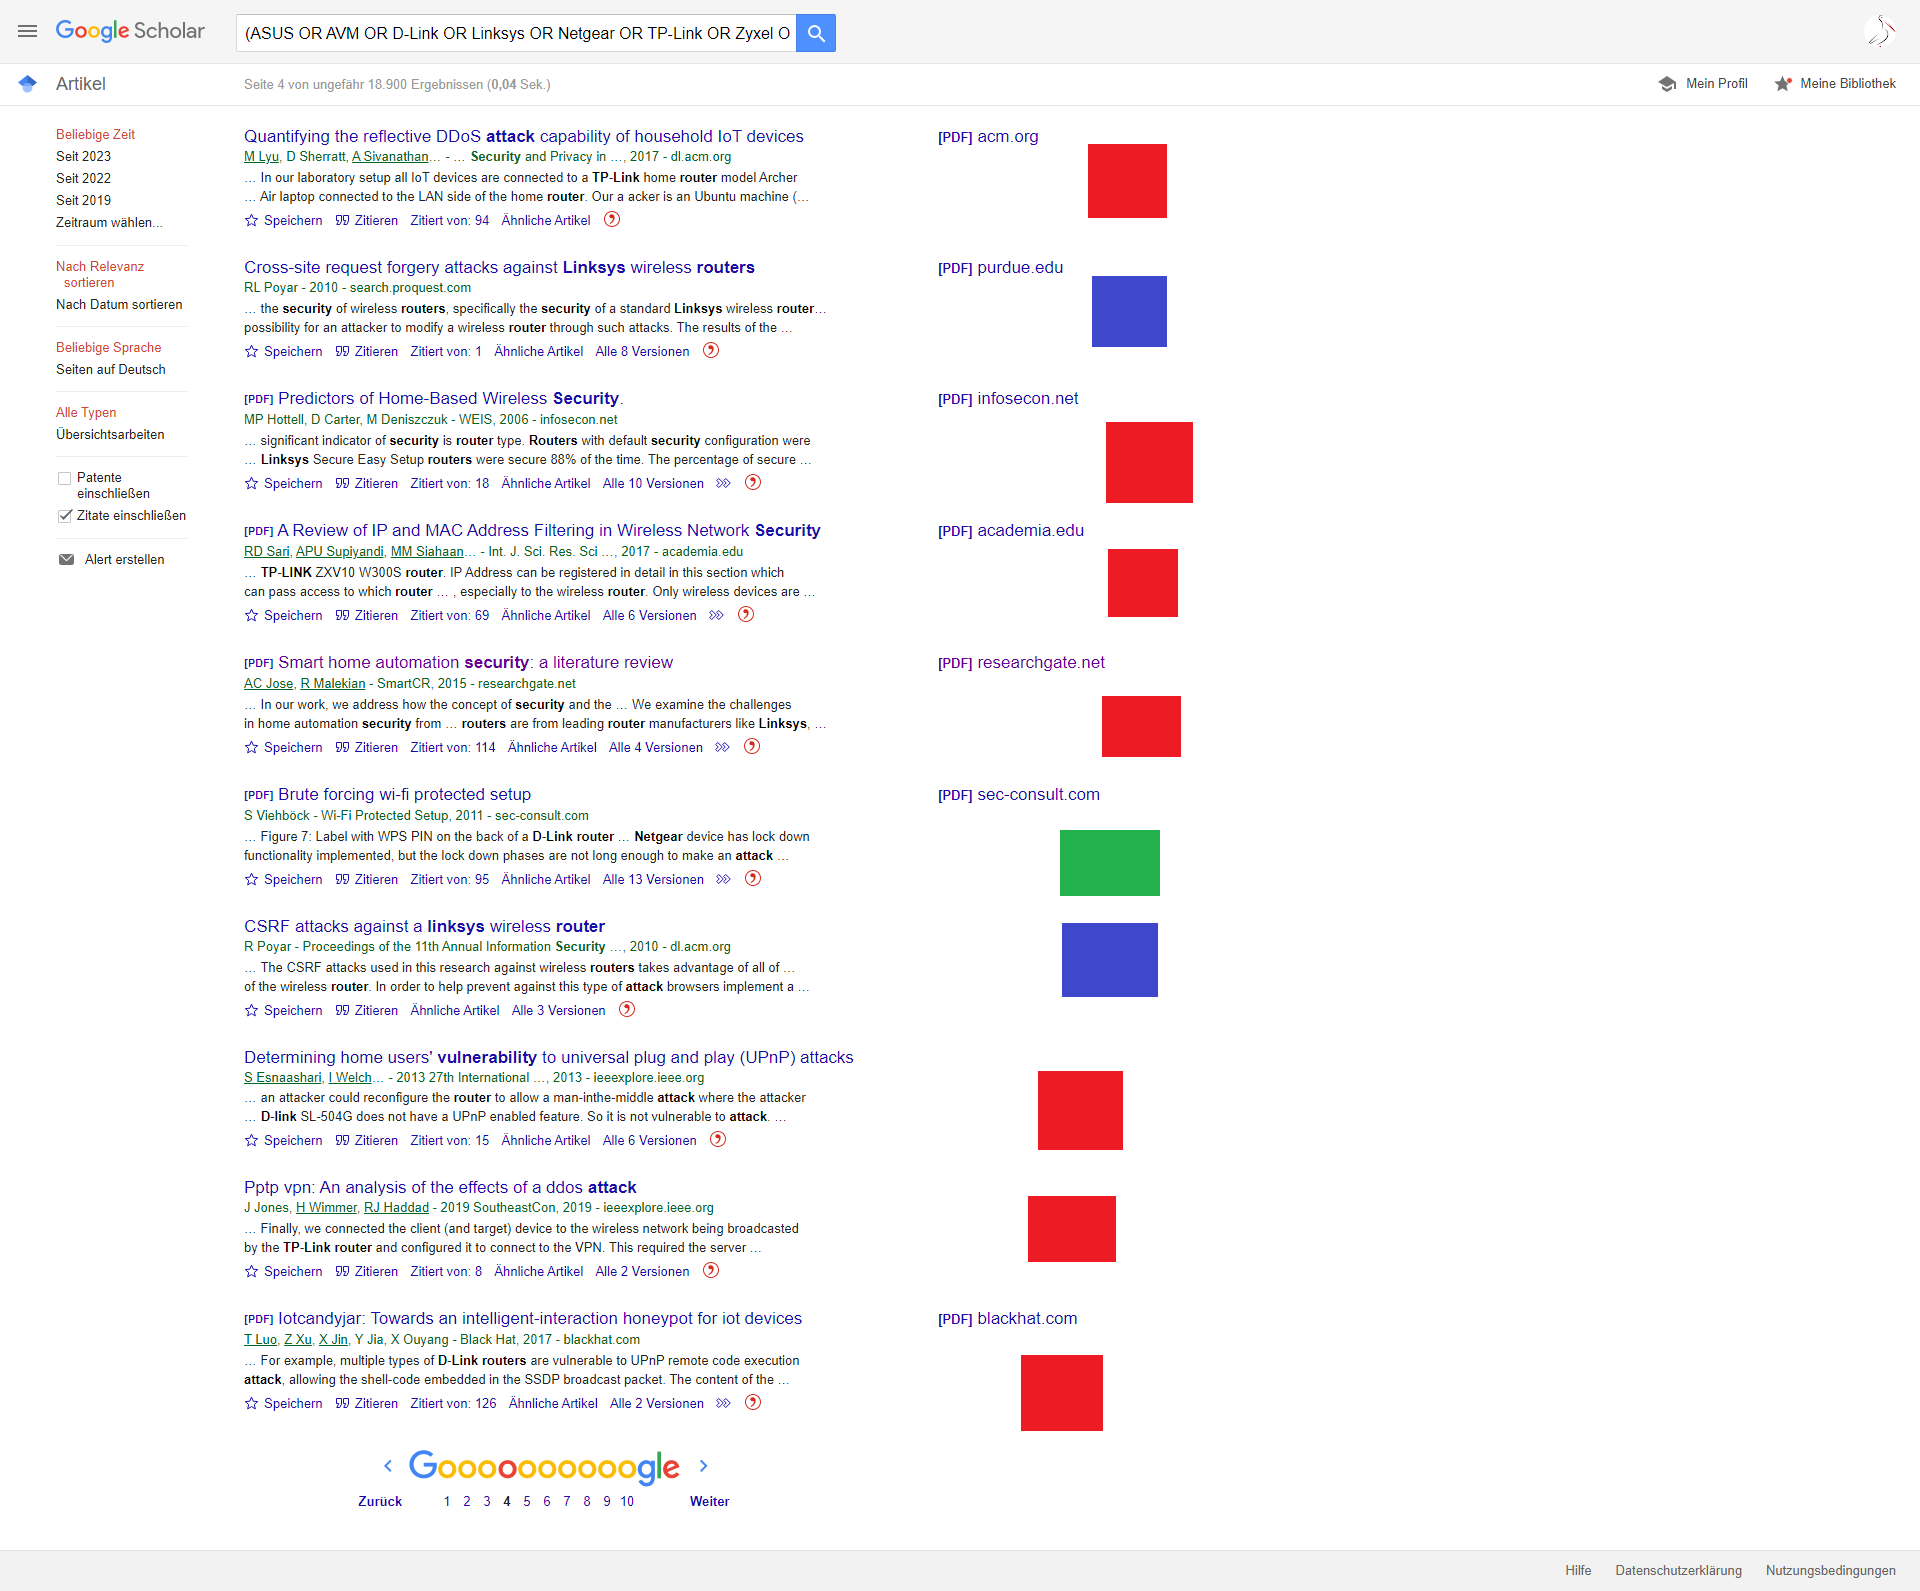 Google Scholar
(ASUS OR AVM OR D-Link OR Linksys OR Netgear OR TP-Link OR Zyxel O
Artikel
Seite 4 von ungefähr 18.900 Ergebnissen (0,04 Sek.)
Mein Profil
Meine Bibliothek
Beliebige Zeit
Seit 2023
Seit 2022
Seit 2019
Zeitraum wählen...
Nach Relevanz
sortieren
Nach Datum sortieren
Beliebige Sprache
Seiten auf Deutsch
Alle Typen
Übersichtsarbeiten
Patente
einschließen
Zitate einschließen
Alert erstellen
Quantifying the reflective DDoS attack capability of household IoT devices
[PDF] acm.org
M Lyu, D Sherratt, A Sivanathan… - … Security and Privacy in …, 2017 - dl.acm.org
… In our laboratory setup all IoT devices are connected to a TP-Link home router model Archer
… Air laptop connected to the LAN side of the home router. Our a acker is an Ubuntu machine (…
Speichern Zitieren Zitiert von: 94 Ähnliche Artikel
Cross-site request forgery attacks against Linksys wireless routers
[PDF] purdue.edu
RL Poyar - 2010 - search.proquest.com
… the security of wireless routers, specifically the security of a standard Linksys wireless router…
possibility for an attacker to modify a wireless router through such attacks. The results of the …
Speichern Zitieren Zitiert von: 1 Ähnliche Artikel Alle 8 Versionen
[PDF] Predictors of Home-Based Wireless Security.
[PDF] infosecon.net
MP Hottell, D Carter, M Deniszczuk - WEIS, 2006 - infosecon.net
… significant indicator of security is router type. Routers with default security configuration were
… Linksys Secure Easy Setup routers were secure 88% of the time. The percentage of secure …
Speichern Zitieren Zitiert von: 18 Ähnliche Artikel Alle 10 Versionen
[PDF] A Review of IP and MAC Address Filtering in Wireless Network Security
[PDF] academia.edu
RD Sari, APU Supiyandi, MM Siahaan… - Int. J. Sci. Res. Sci …, 2017 - academia.edu
… TP-LINK ZXV10 W300S router. IP Address can be registered in detail in this section which
can pass access to which router … , especially to the wireless router. Only wireless devices are …
Speichern Zitieren Zitiert von: 69 Ähnliche Artikel Alle 6 Versionen
[PDF] Smart home automation security: a literature review
[PDF] researchgate.net
AC Jose, R Malekian - SmartCR, 2015 - researchgate.net
… In our work, we address how the concept of security and the … We examine the challenges
in home automation security from … routers are from leading router manufacturers like Linksys, …
Speichern Zitieren Zitiert von: 114 Ähnliche Artikel Alle 4 Versionen
[PDF] Brute forcing wi-fi protected setup
[PDF] sec-consult.com
S Viehböck - Wi-Fi Protected Setup, 2011 - sec-consult.com
… Figure 7: Label with WPS PIN on the back of a D-Link router … Netgear device has lock down
functionality implemented, but the lock down phases are not long enough to make an attack …
Speichern Zitieren Zitiert von: 95 Ähnliche Artikel Alle 13 Versionen
CSRF attacks against a linksys wireless router
R Poyar - Proceedings of the 11th Annual Information Security …, 2010 - dl.acm.org
… The CSRF attacks used in this research against wireless routers takes advantage of all of …
of the wireless router. In order to help prevent against this type of attack browsers implement a …
Speichern Zitieren Ähnliche Artikel Alle 3 Versionen
Determining home users' vulnerability to universal plug and play (UPnP) attacks
S Esnaashari, I Welch… - 2013 27th International …, 2013 - ieeexplore.ieee.org
… an attacker could reconfigure the router to allow a man-inthe-middle attack where the attacker
… D-link SL-504G does not have a UPnP enabled feature. So it is not vulnerable to attack. …
Speichern Zitieren Zitiert von: 15 Ähnliche Artikel Alle 6 Versionen
Pptp vpn: An analysis of the effects of a ddos attack
J Jones, H Wimmer, RJ Haddad - 2019 SoutheastCon, 2019 - ieeexplore.ieee.org
… Finally, we connected the client (and target) device to the wireless network being broadcasted
by the TP-Link router and configured it to connect to the VPN. This required the server …
Speichern Zitieren Zitiert von: 8 Ähnliche Artikel Alle 2 Versionen
[PDF] Iotcandyjar: Towards an intelligent-interaction honeypot for iot devices
[PDF] blackhat.com
T Luo, Z Xu, X Jin, Y Jia, X Ouyang - Black Hat, 2017 - blackhat.com
… For example, multiple types of D-Link routers are vulnerable to UPnP remote code execution
attack, allowing the shell-code embedded in the SSDP broadcast packet. The content of the …
Speichern Zitieren Zitiert von: 126 Ähnliche Artikel Alle 2 Versionen
Goooooooooogle
Zurück 1 2 3 4 5 6 7 8 9 10 Weiter
Hilfe Datenschutzerklärung Nutzungsbedingungen